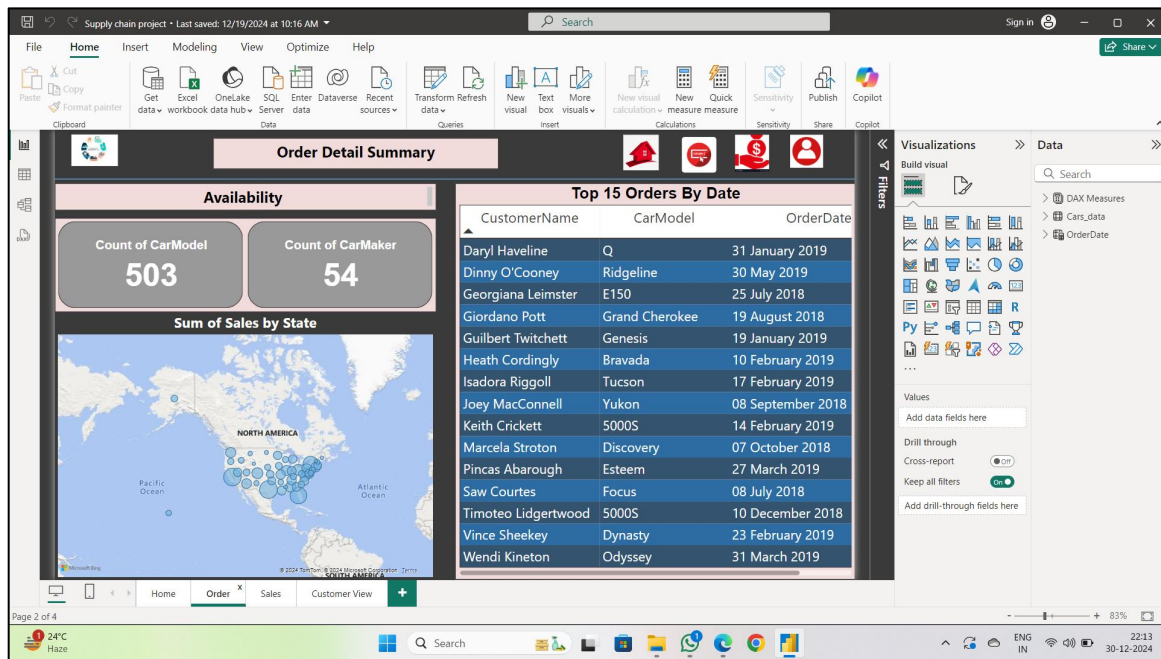 Supply chain project • Last saved: 12/19/2024 at 10:16 AM
Search
Sign in
File Home Insert Modeling View Optimize Help
Share
Paste
Cut
Copy
Format painter
Clipboard
Get data
Excel workbook
OneLake data hub
SQL Server
Enter data
Dataverse
Recent sources
Data
Transform data
Refresh
Queries
New visual
Text box
More visuals
Insert
New visual calculation
New measure
Quick measure
Calculations
Sensitivity
Sensitivity
Publish
Share
Copilot
Copilot
Order Detail Summary
Availability
Count of CarModel
503
Count of CarMaker
54
Sum of Sales by State
NORTH AMERICA
Pacific Ocean
Atlantic Ocean
SOUTH AMERICA
Microsoft Bing
© 2024 TomTom, © 2024 Microsoft Corporation Terms
Top 15 Orders By Date
CustomerName CarModel OrderDate
Daryl Haveline Q 31 January 2019
Dinny O'Cooney Ridgeline 30 May 2019
Georgiana Leimster E150 25 July 2018
Giordano Pott Grand Cherokee 19 August 2018
Guilbert Twitchett Genesis 19 January 2019
Heath Cordingly Bravada 10 February 2019
Isadora Riggoll Tucson 17 February 2019
Joey MacConnell Yukon 08 September 2018
Keith Crickett 5000S 14 February 2019
Marcela Stroton Discovery 07 October 2018
Pincas Abarough Esteem 27 March 2019
Saw Courtes Focus 08 July 2018
Timoteo Lidgertwood 5000S 10 December 2018
Vince Sheekey Dynasty 23 February 2019
Wendi Kineton Odyssey 31 March 2019
Filters
Visualizations
Build visual
123
R
Py
...
Values
Add data fields here
Drill through
Cross-report Off
Keep all filters On
Add drill-through fields here
Data
Search
DAX Measures
Cars_data
OrderDate
Home Order x Sales Customer View +
Page 2 of 4
- + 83%
1
24°C
Haze
Search
1
ENG
IN
22:13
30-12-2024